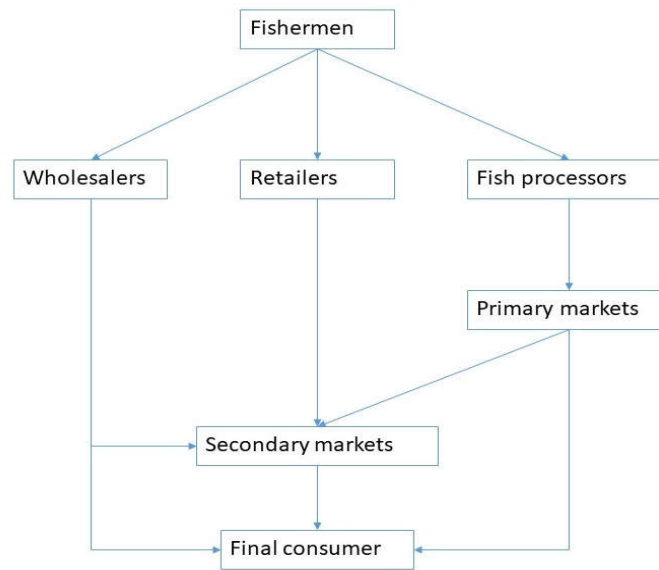 Fishermen
Wholesalers
Retailers
Fish processors
Primary markets
Secondary markets
Final consumer